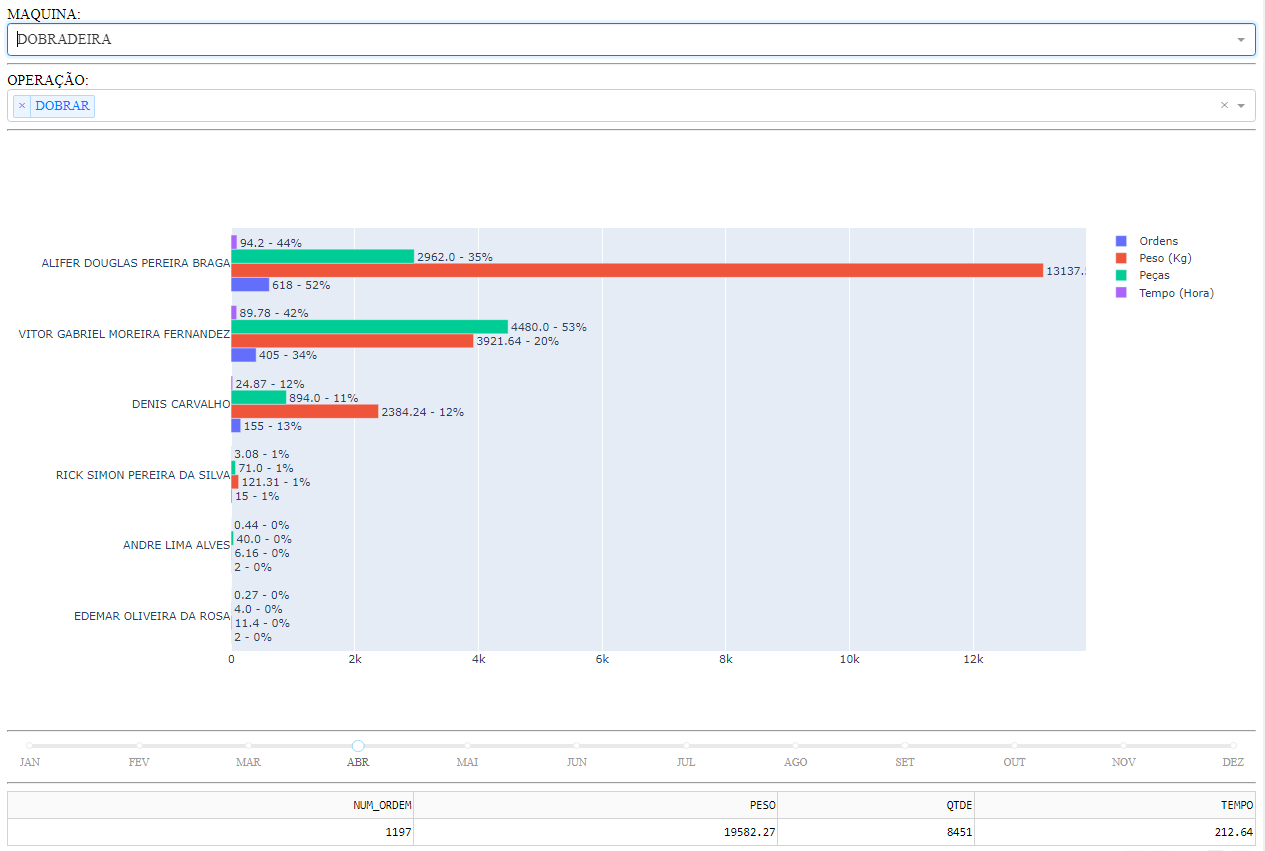 MAQUINA:
DOBRADEIRA
OPERAÇÃO:
× DOBRAR ×
ALIFER DOUGLAS PEREIRA BRAGA
94.2 - 44%
2962.0 - 35%
13137.
618 - 52%
VITOR GABRIEL MOREIRA FERNANDEZ
89.78 - 42%
4480.0 - 53%
3921.64 - 20%
405 - 34%
DENIS CARVALHO
24.87 - 12%
894.0 - 11%
2384.24 - 12%
155 - 13%
RICK SIMON PEREIRA DA SILVA
3.08 - 1%
71.0 - 1%
121.31 - 1%
15 - 1%
ANDRE LIMA ALVES
0.44 - 0%
40.0 - 0%
6.16 - 0%
2 - 0%
EDEMAR OLIVEIRA DA ROSA
0.27 - 0%
4.0 - 0%
11.4 - 0%
2 - 0%
0 2k 4k 6k 8k 10k 12k
Ordens
Peso (Kg)
Peças
Tempo (Hora)
JAN FEV MAR ABR MAI JUN JUL AGO SET OUT NOV DEZ
NUM_ORDEM PESO QTDE TEMPO
1197 19582.27 8451 212.64